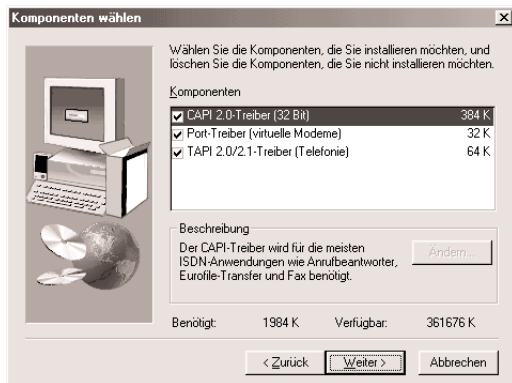 Komponenten wählen
Wählen Sie die Komponenten, die Sie installieren möchten, und
löschen Sie die Komponenten, die Sie nicht installieren möchten.
Komponenten
CAPI 2.0-Treiber (32 Bit) 384 K
Port-Treiber (virtuelle Modeme) 32 K
TAPI 2.0/2.1-Treiber (Telefonie) 64 K
Beschreibung
Der CAPI-Treiber wird für die meisten
ISDN-Anwendungen wie Anrufbeantworter,
Eurofile-Transfer und Fax benötigt.
Ändern...
Benötigt: 1984 K Verfügbar: 361676 K
< Zurück Weiter > Abbrechen